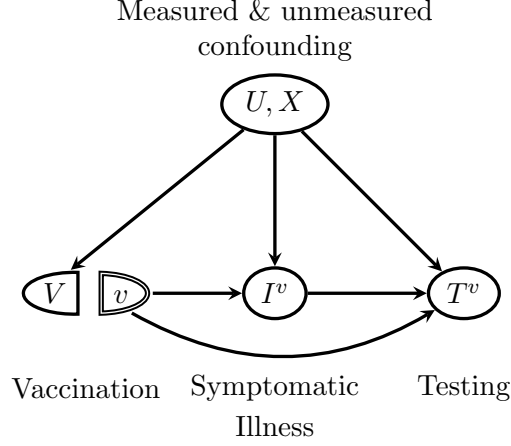 Measured & unmeasured
confounding
U, X
V v I^v T^v
Vaccination Symptomatic Testing
Illness